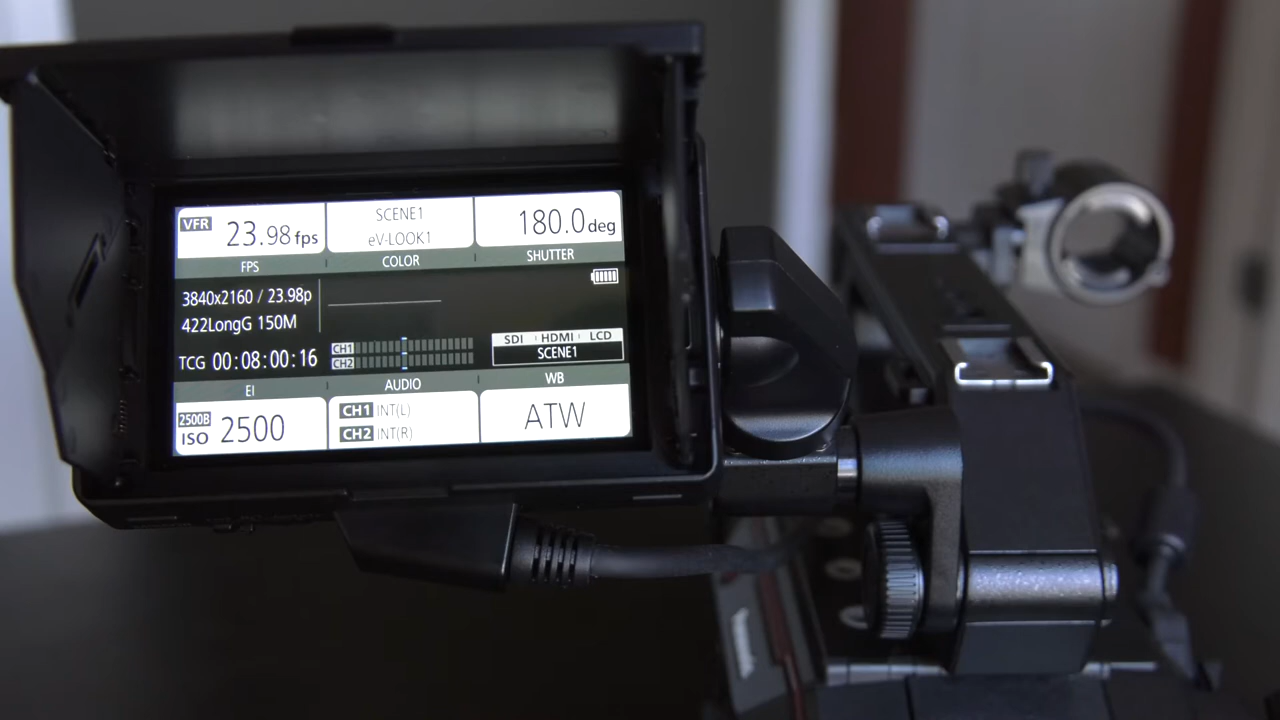 VFR 23.98 fps
SCENE1
eV-LOOK1
180.0deg
FPS
COLOR
SHUTTER
3840x2160 / 23.98p
422LongG 150M
TCG 00:08:00:16
CH1
CH2
SDI HDMI LCD
SCENE1
EI
AUDIO
WB
2500B
ISO 2500
CH1 INT(L)
CH2 INT(R)
ATW